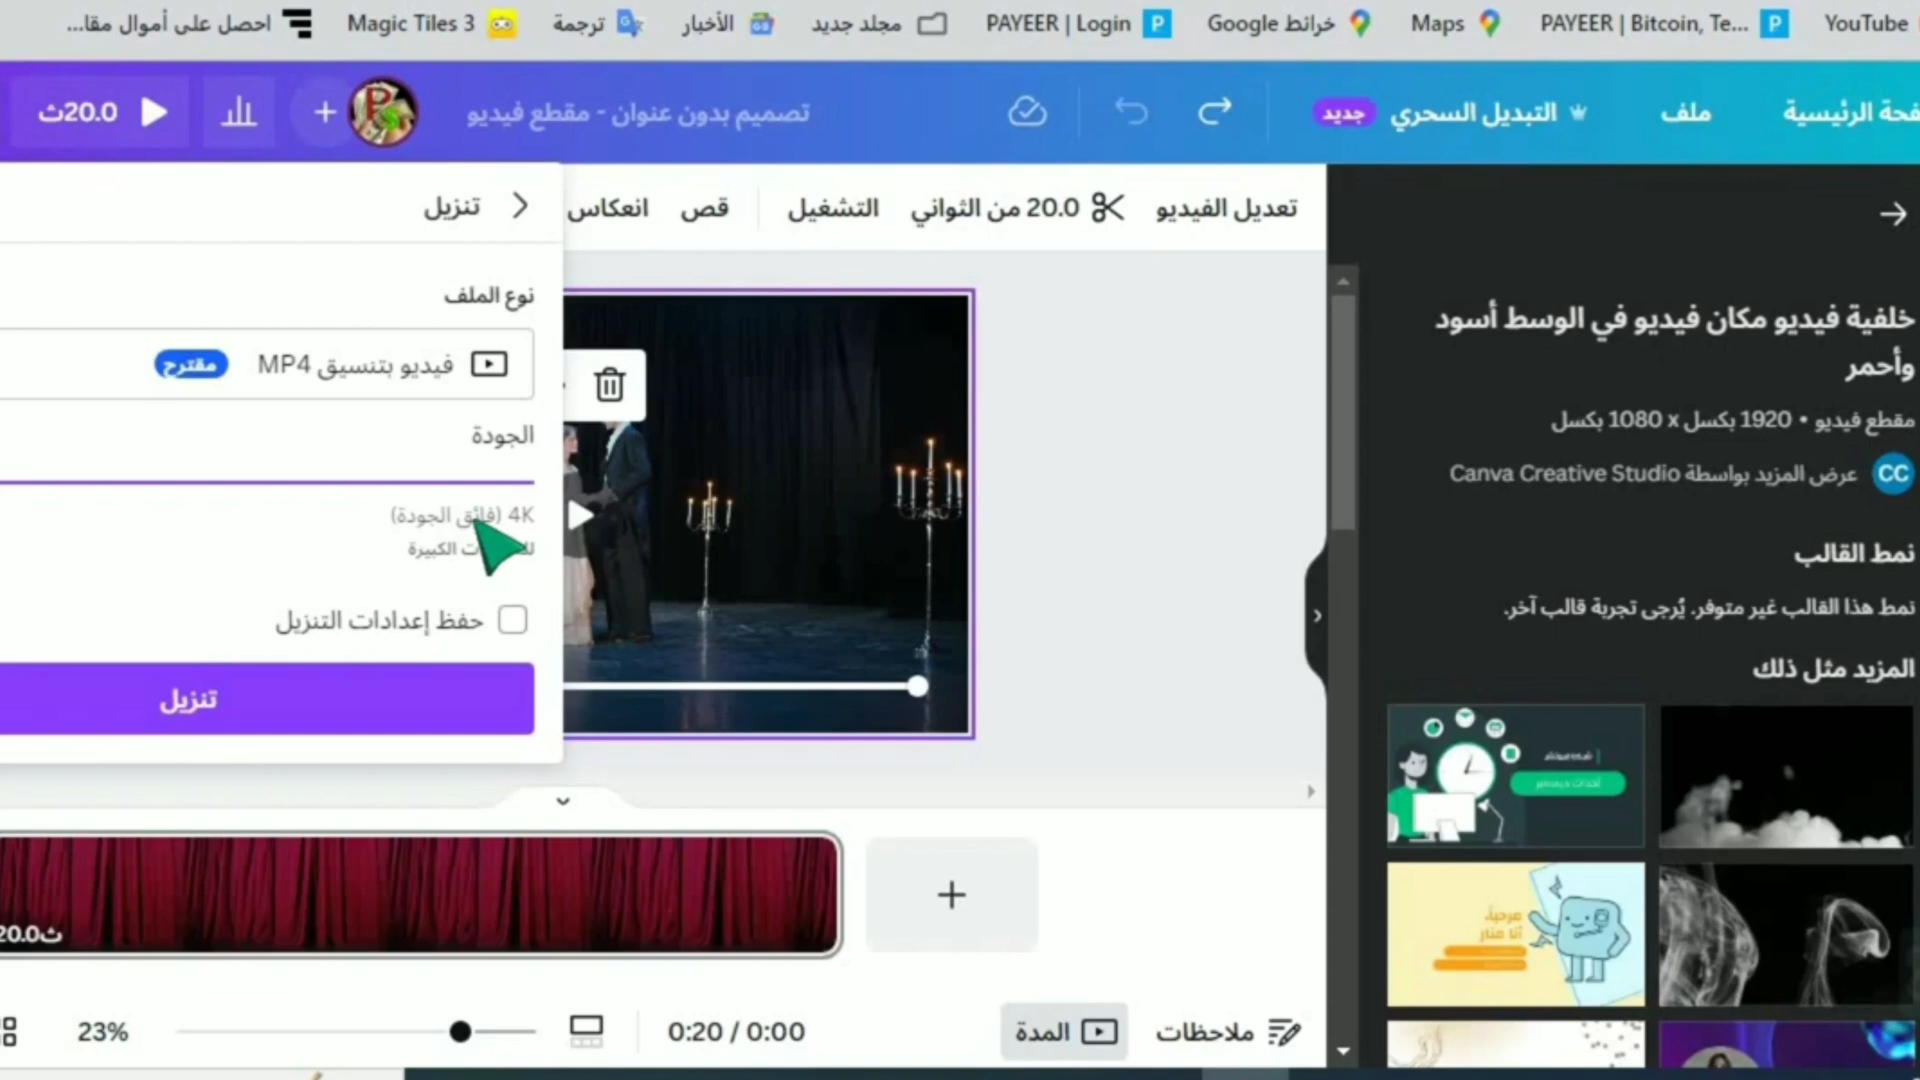 YouTube
PAYEER | Bitcoin, Te...
Maps
خرائط Google
PAYEER | Login
مجلد جديد
الأخبار
ترجمة
Magic Tiles 3
احصل على أموال مقا...
التبديل السحري
جديد
ملف
تصميم بدون عنوان - مقطع فيديو
20.0ث
تعديل الفيديو
20.0 من الثواني
التشغيل
قص
انعكاس
تنزيل
نوع الملف
فيديو بتنسيق MP4
مقترح
الجودة
4K (فائق الجودة)
الكبيرة
حفظ إعدادات التنزيل
تنزيل
خلفية فيديو مكان فيديو في الوسط أسود
وأحمر
مقطع فيديو • 1920 بكسل x 1080 بكسل
CC
عرض المزيد بواسطة Canva Creative Studio
نمط القالب
نمط هذا القالب غير متوفر. يُرجى تجربة قالب آخر.
المزيد مثل ذلك
مرحباً،
أنا منار
20.0ث
ملاحظات
المدة
0:20 / 0:00
23%